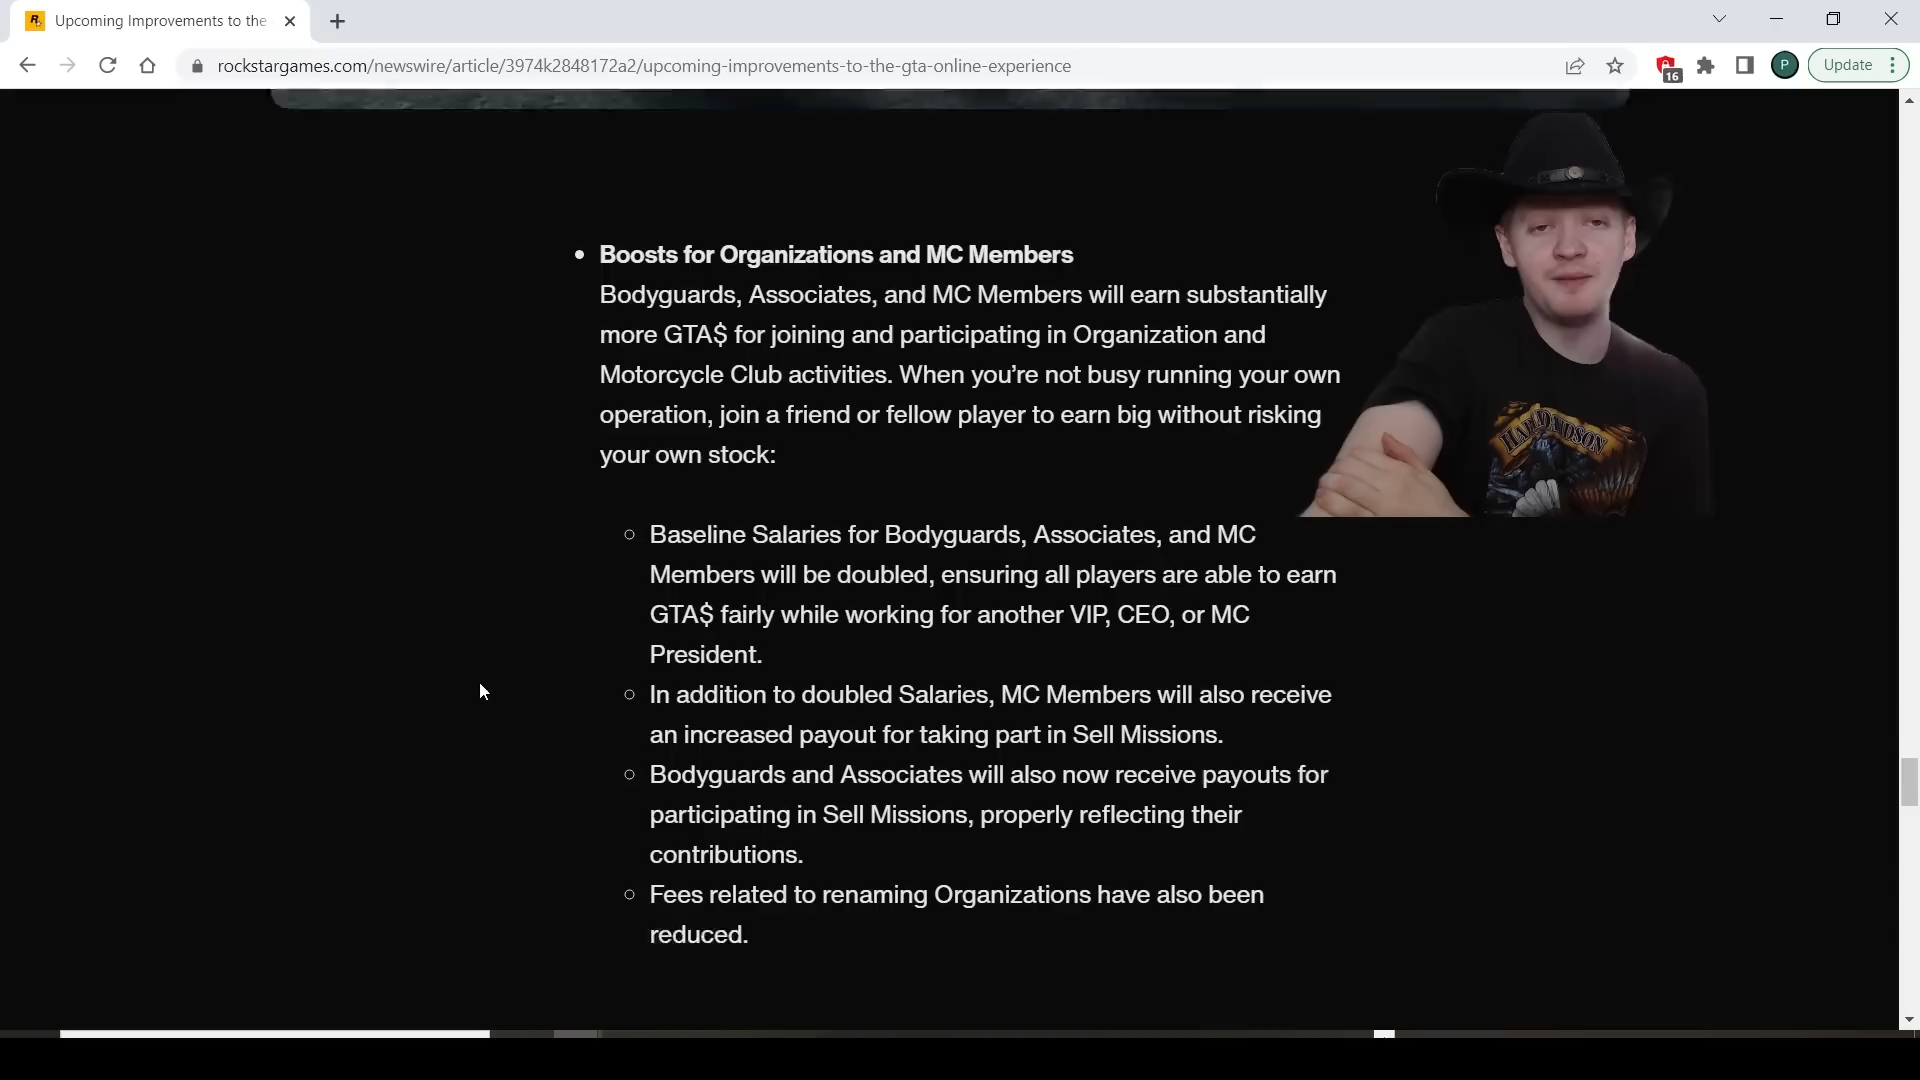 Upcoming Improvements to the
rockstargames.com/newswire/article/3974k2848172a2/upcoming-improvements-to-the-gta-online-experience
16
P
Update
Boosts for Organizations and MC Members
Bodyguards, Associates, and MC Members will earn substantially
more GTA$ for joining and participating in Organization and
Motorcycle Club activities. When you’re not busy running your own
operation, join a friend or fellow player to earn big without risking
your own stock:
Baseline Salaries for Bodyguards, Associates, and MC
Members will be doubled, ensuring all players are able to earn
GTA$ fairly while working for another VIP, CEO, or MC
President.
In addition to doubled Salaries, MC Members will also receive
an increased payout for taking part in Sell Missions.
Bodyguards and Associates will also now receive payouts for
participating in Sell Missions, properly reflecting their
contributions.
Fees related to renaming Organizations have also been
reduced.